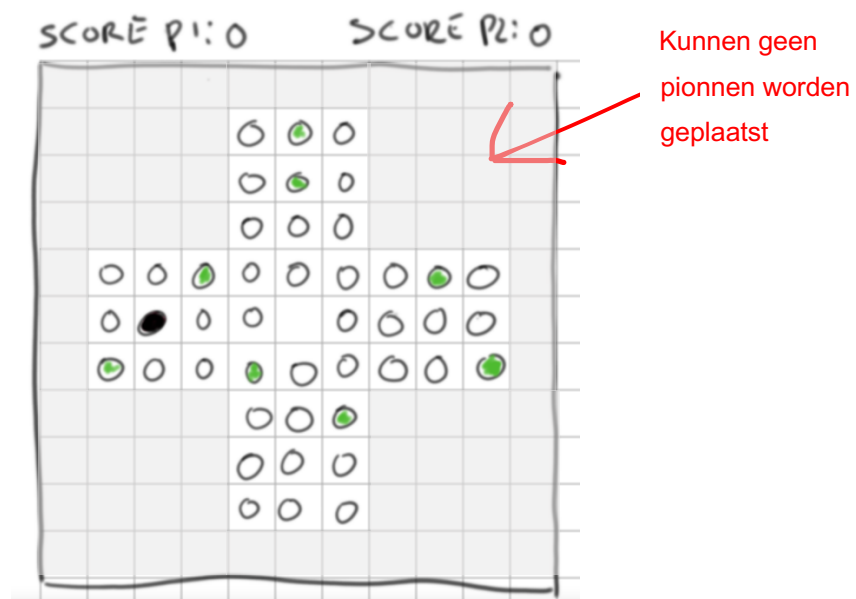 SCORE P1: 0
SCORE P2: 0
Kunnen geen
pionnen worden
geplaatst